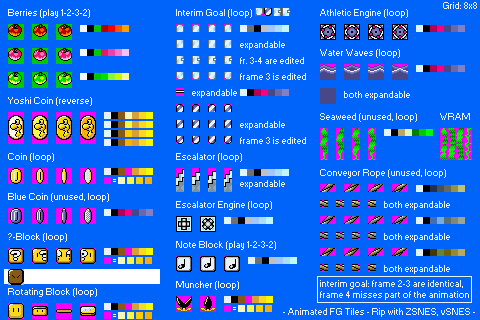 Berries (play 1-2-3-2)
Yoshi Coin (reverse)
Coin (loop)
Blue Coin (unused, loop)
?-Block (loop)
Rotating Block (loop)
Interim Goal (loop)
expandable
fr. 3-4 are edited
frame 3 is edited
expandable
expandable
frame 3 is edited
Escalator (loop)
expandable
Escalator Engine (loop)
Note Block (play 1-2-3-2)
Muncher (loop)
Grid: 8x8
Athletic Engine (loop)
Water Waves (loop)
both expandable
Seaweed (unused, loop)
VRAM
Conveyor Rope (unused, loop)
both expandable
both expandable
both expandable
interim goal: frame 2-3 are identical,
frame 4 misses part of the animation
- Animated FG Tiles - Rip with ZSNES, vSNES -